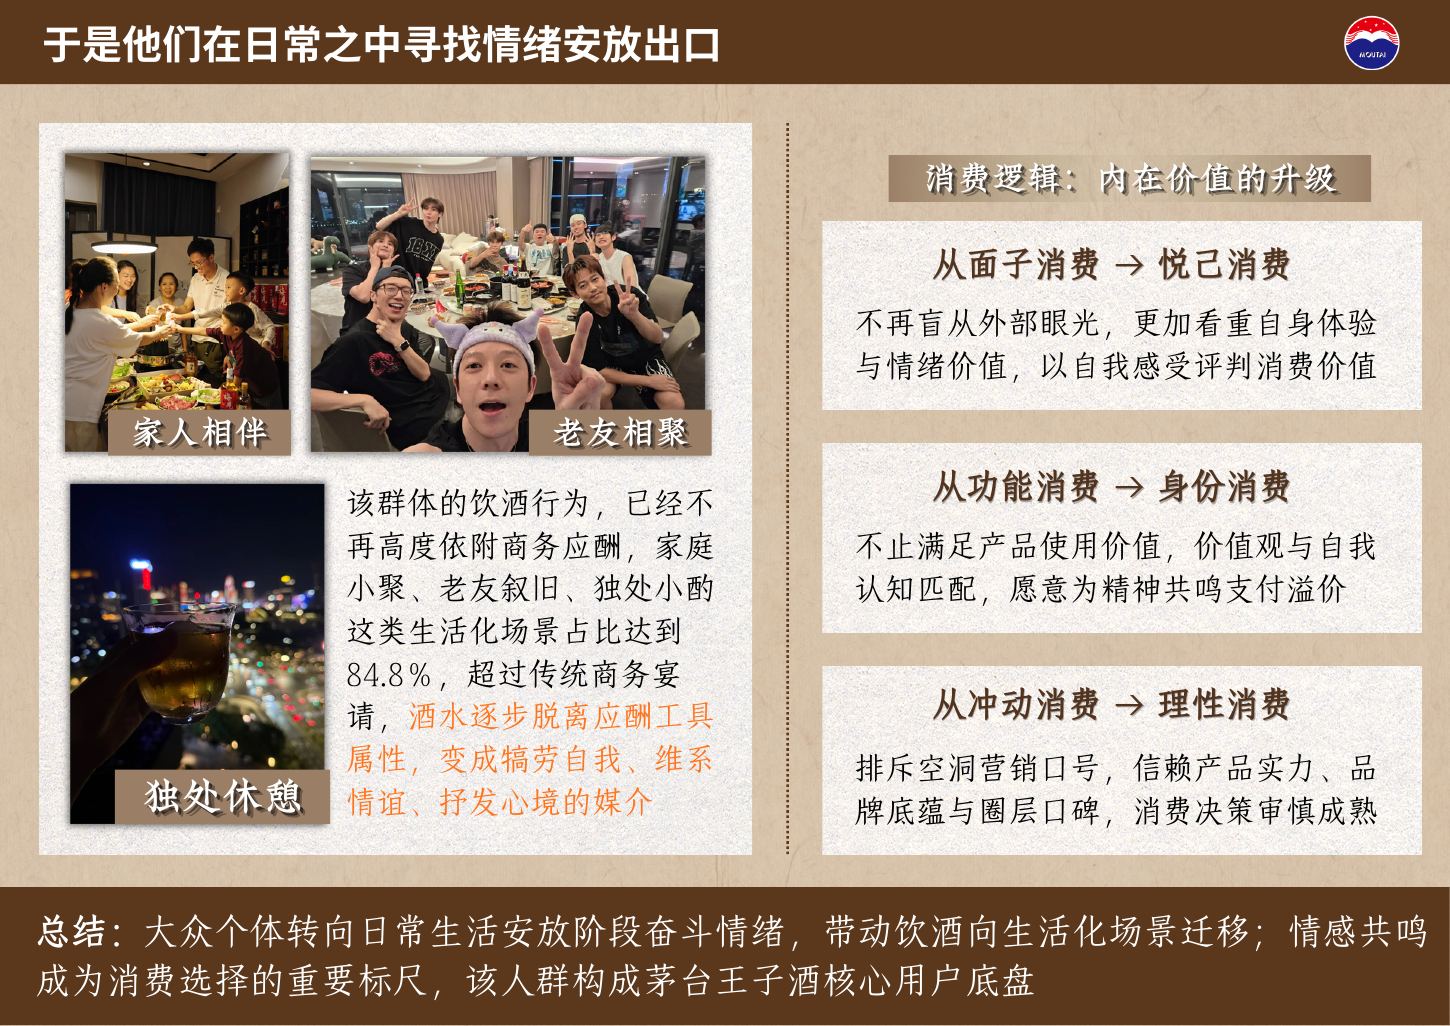 于是他们在日常之中寻找情绪安放出口
MOUTAI
家人相伴
老友相聚
独处休憩
该群体的饮酒行为，已经不
再高度依附商务应酬，家庭
小聚、老友叙旧、独处小酌
这类生活化场景占比达到
84.8%，超过传统商务宴
请，酒水逐步脱离应酬工具
属性，变成犒劳自我、维系
情谊、抒发心境的媒介
消费逻辑：内在价值的升级
从面子消费 → 悦己消费
不再盲从外部眼光，更加看重自身体验
与情绪价值，以自我感受评判消费价值
从功能消费 → 身份消费
不止满足产品使用价值，价值观与自我
认知匹配，愿意为精神共鸣支付溢价
从冲动消费 → 理性消费
排斥空洞营销口号，信赖产品实力、品
牌底蕴与圈层口碑，消费决策审慎成熟
总结：大众个体转向日常生活安放阶段奋斗情绪，带动饮酒向生活化场景迁移；情感共鸣
成为消费选择的重要标尺，该人群构成茅台王子酒核心用户底盘